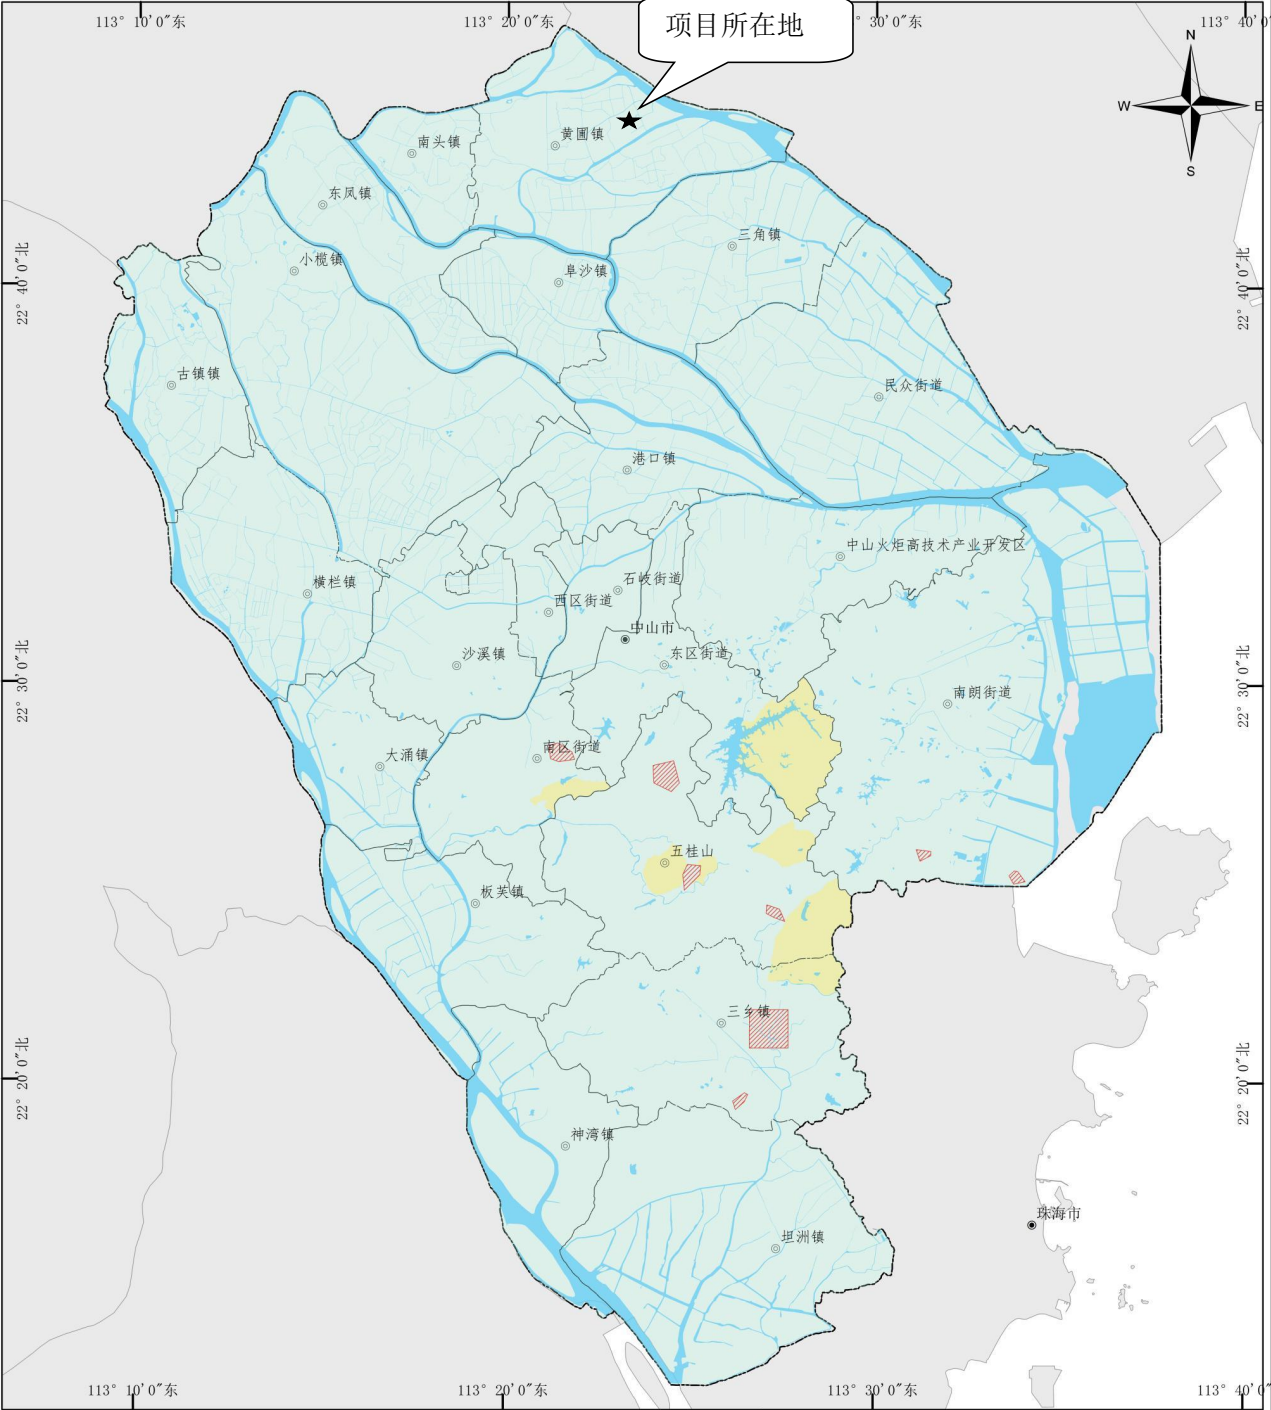 113° 10'0"东
113° 20'0"东
项目所在地
° 30'0"东
113° 40'0"
N
W
E
S
黄圃镇
南头镇
东凤镇
三角镇
小榄镇
阜沙镇
22° 40'0"北
22° 40'0"北
古镇镇
民众街道
港口镇
中山火炬高技术产业开发区
横栏镇
石岐街道
西区街道
中山市
沙溪镇
东区街道
22° 30'0"北
22° 30'0"北
南朗街道
大涌镇
南区街道
五桂山
板芙镇
三乡镇
22° 20'0"北
22° 20'0"北
神湾镇
珠海市
坦洲镇
113° 10'0"东
113° 20'0"东
113° 30'0"东
113° 40'0"